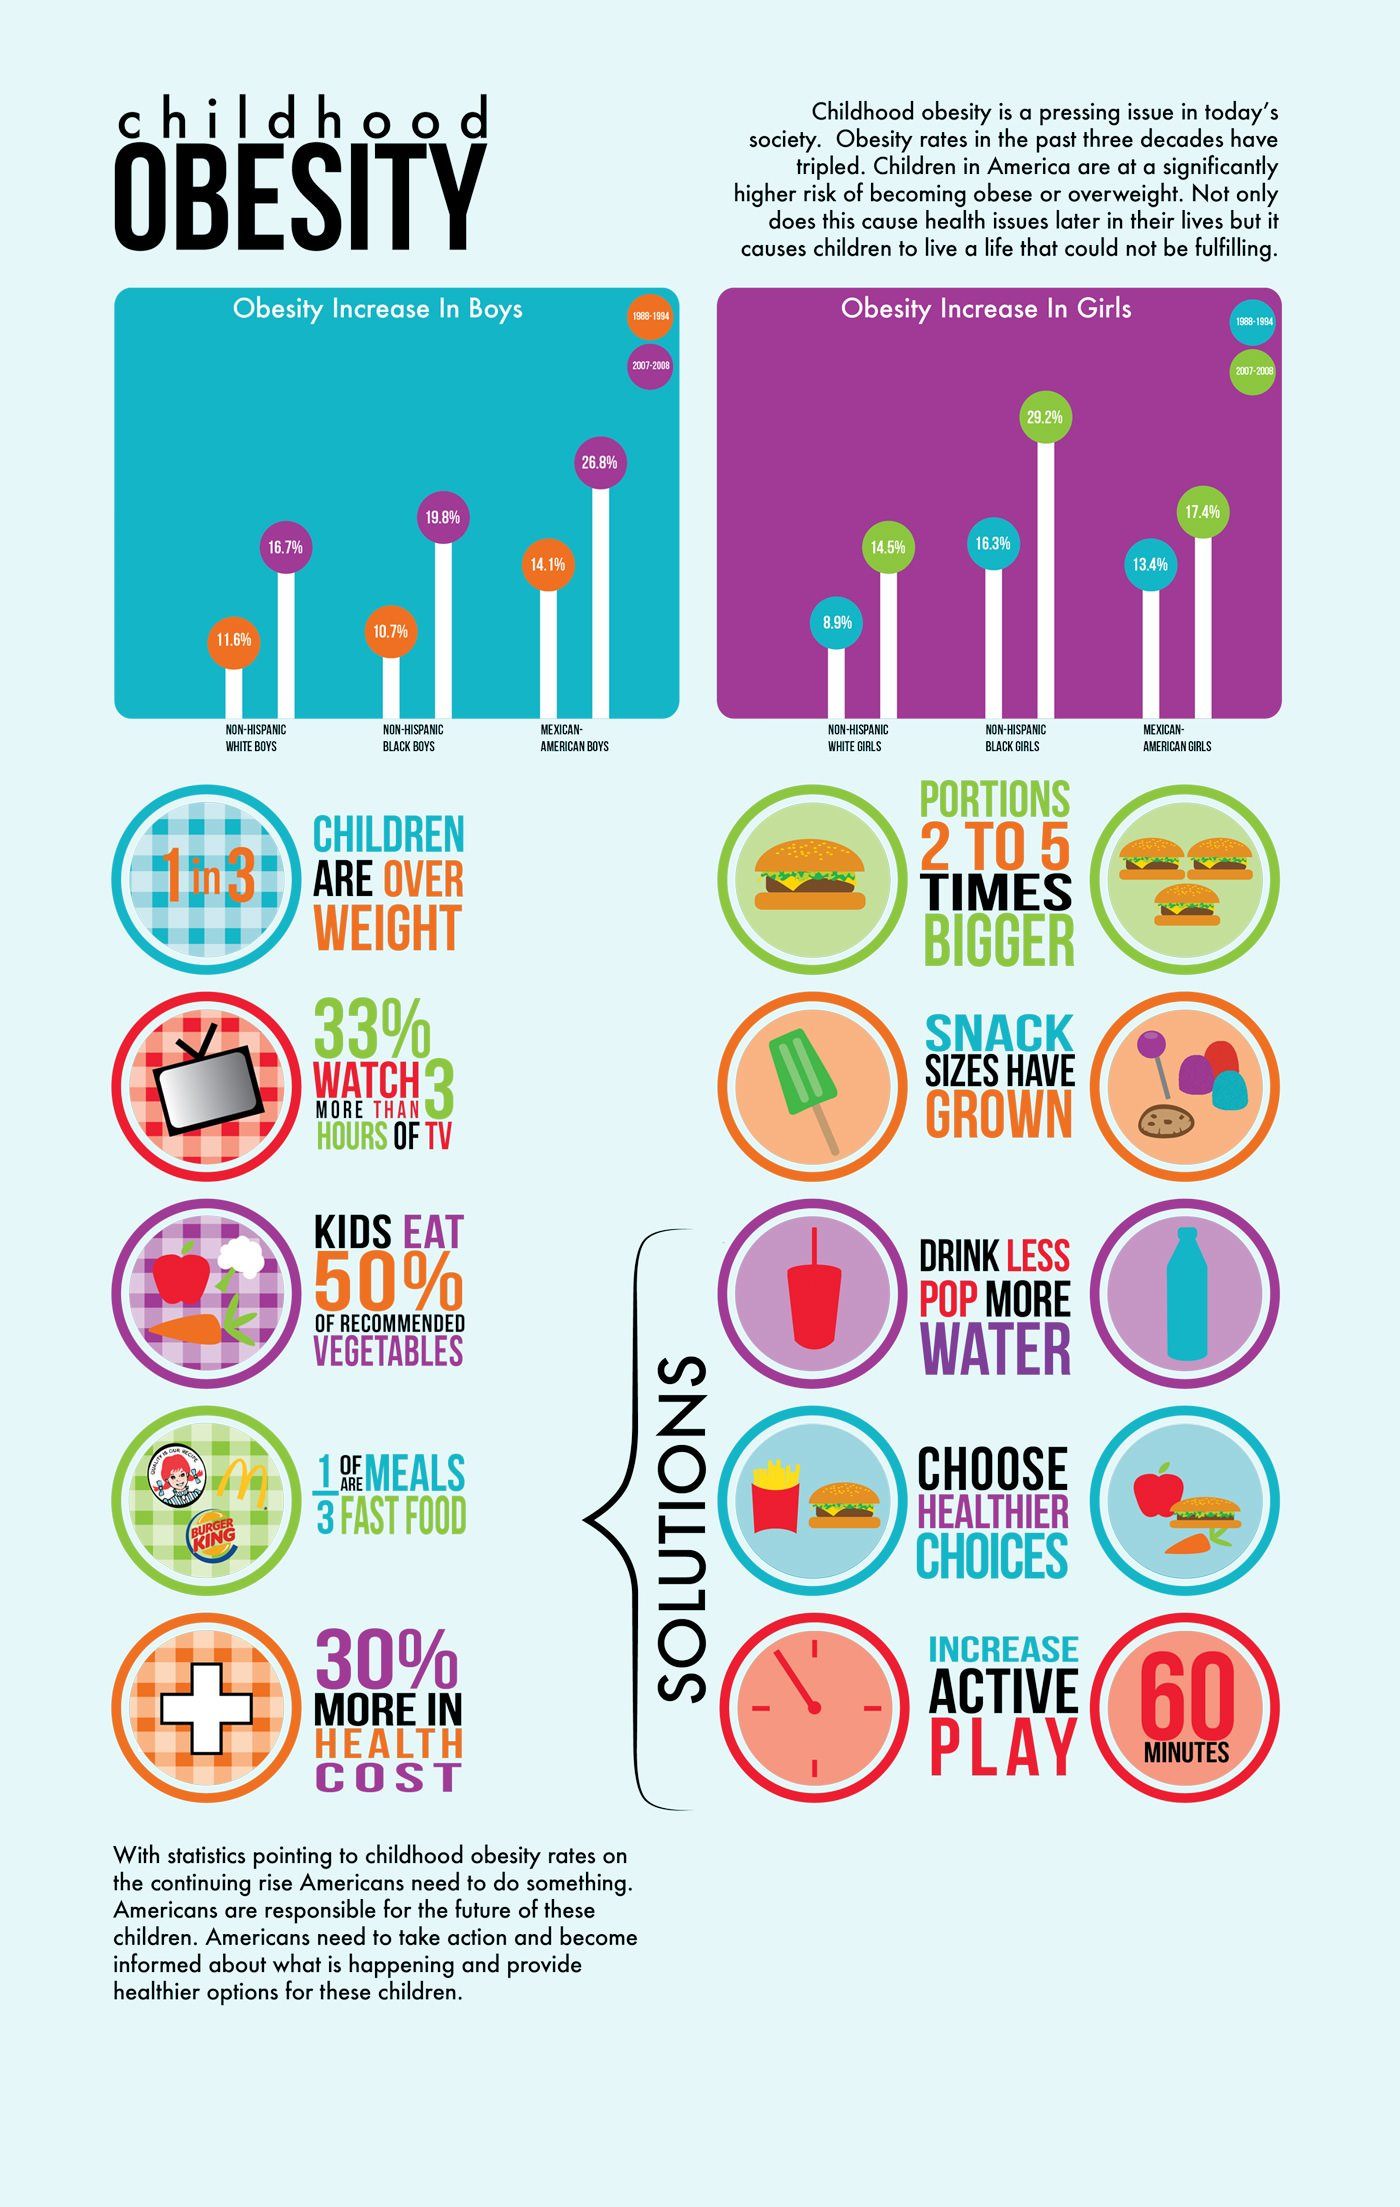 childhood
OBESITY
Childhood obesity is a pressing issue in today's
society.  Obesity rates in the past three decades have
tripled. Children in America are at a significantly
higher risk of becoming obese or overweight. Not only
does this cause health issues later in their lives but it
causes children to live a life that could not be fulfilling.
Obesity Increase In Boys
1988-1994
2007-2008
26.8%
19.8%
16.7%
14.1%
11.6%
10.7%
NON-HISPANIC
WHITE BOYS
NON-HISPANIC
BLACK BOYS
MEXICAN-
AMERICAN BOYS
Obesity Increase In Girls
1988-1994
2007-2008
29.2%
17.4%
14.5%
16.3%
13.4%
8.9%
NON-HISPANIC
WHITE GIRLS
NON-HISPANIC
BLACK GIRLS
MEXICAN-
AMERICAN GIRLS
1 in 3
CHILDREN
ARE OVER
WEIGHT
33%
WATCH 3
MORE THAN
HOURS OF TV
KIDS EAT
50%
OF RECOMMENDED
VEGETABLES
QUALITY IS OUR RECIPE
BURGER
KING
1 OF MEALS
ARE
3 FAST FOOD
30%
MORE IN
HEALTH
COST
PORTIONS
2 TO 5
TIMES
BIGGER
SNACK
SIZES HAVE
GROWN
SOLUTIONS
DRINK LESS
POP MORE
WATER
CHOOSE
HEALTHIER
CHOICES
INCREASE
ACTIVE
PLAY
60
MINUTES
With statistics pointing to childhood obesity rates on
the continuing rise Americans need to do something.
Americans are responsible for the future of these
children. Americans need to take action and become
informed about what is happening and provide
healthier options for these children.